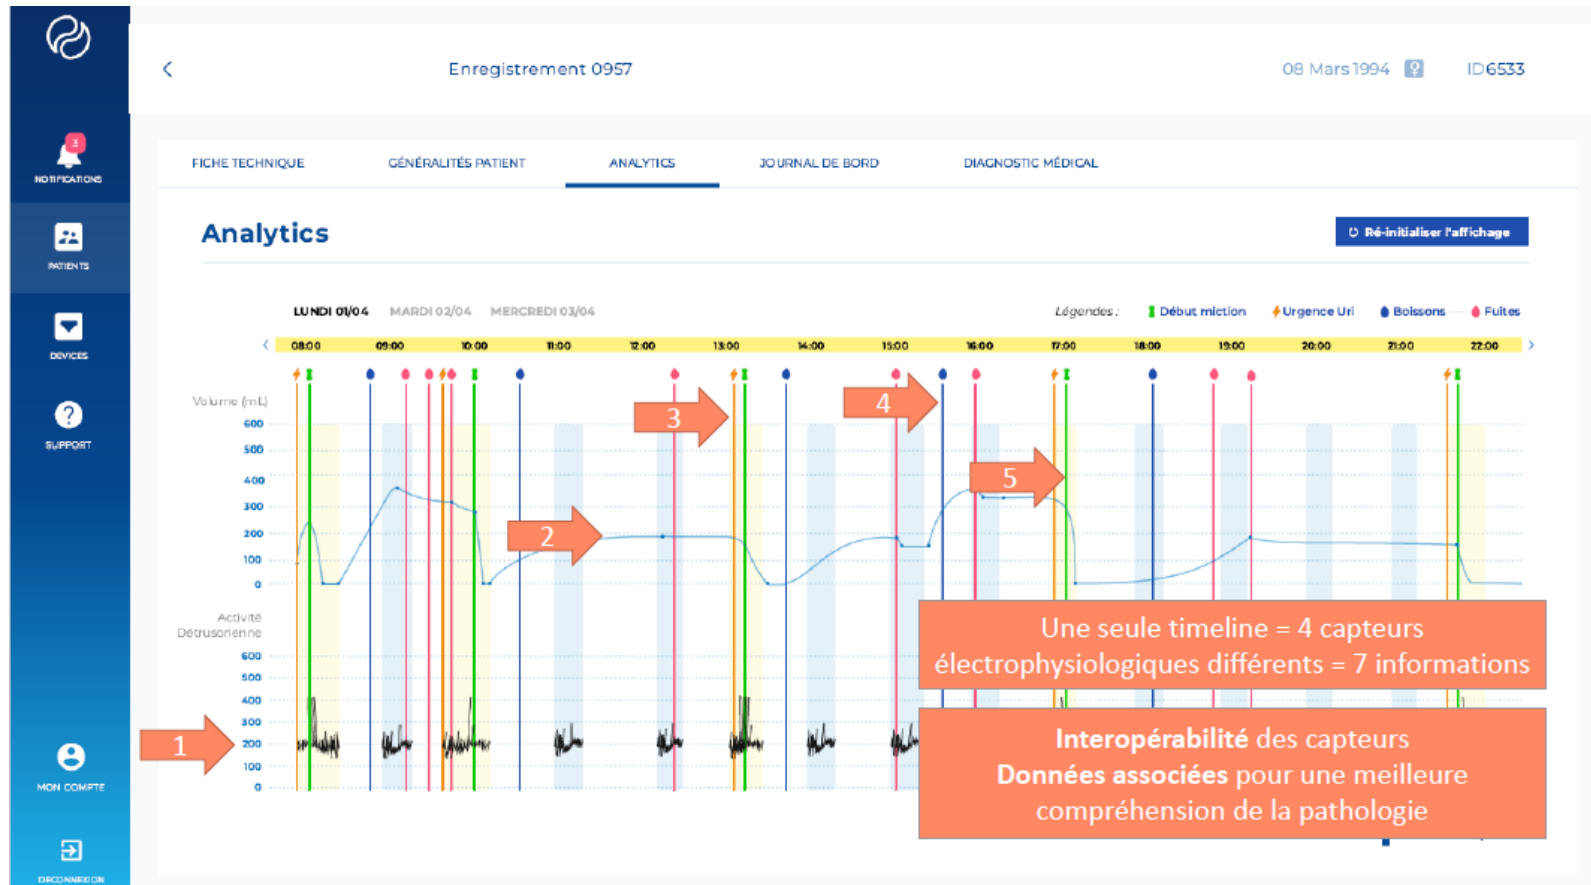 Enregistrement 0957
08 Mars 1994 ID6533
3
NOTIFICATIONS
PATIENTS
DEVICES
SUPPORT
MON COMPTE
DECONNEXION
FICHE TECHNIQUE GÉNÉRALITÉS PATIENT ANALYTICS JOURNAL DE BORD DIAGNOSTIC MÉDICAL
Analytics
Ré-initialiser l'affichage
LUNDI 01/04 MARDI 02/04 MERCREDI 03/04
Légendes : Début miction Urgence Uri Boissons Fuites
08:00 09:00 10:00 11:00 12:00 13:00 14:00 15:00 16:00 17:00 18:00 19:00 20:00 21:00 22:00
Volume (mL)
600
500
400
300
200
100
0
Activité
Détrusorienne
600
500
400
300
200
100
0
1
2
3
4
5
Une seule timeline = 4 capteurs
électrophysiologiques différents = 7 informations
Interopérabilité des capteurs
Données associées pour une meilleure
compréhension de la pathologie